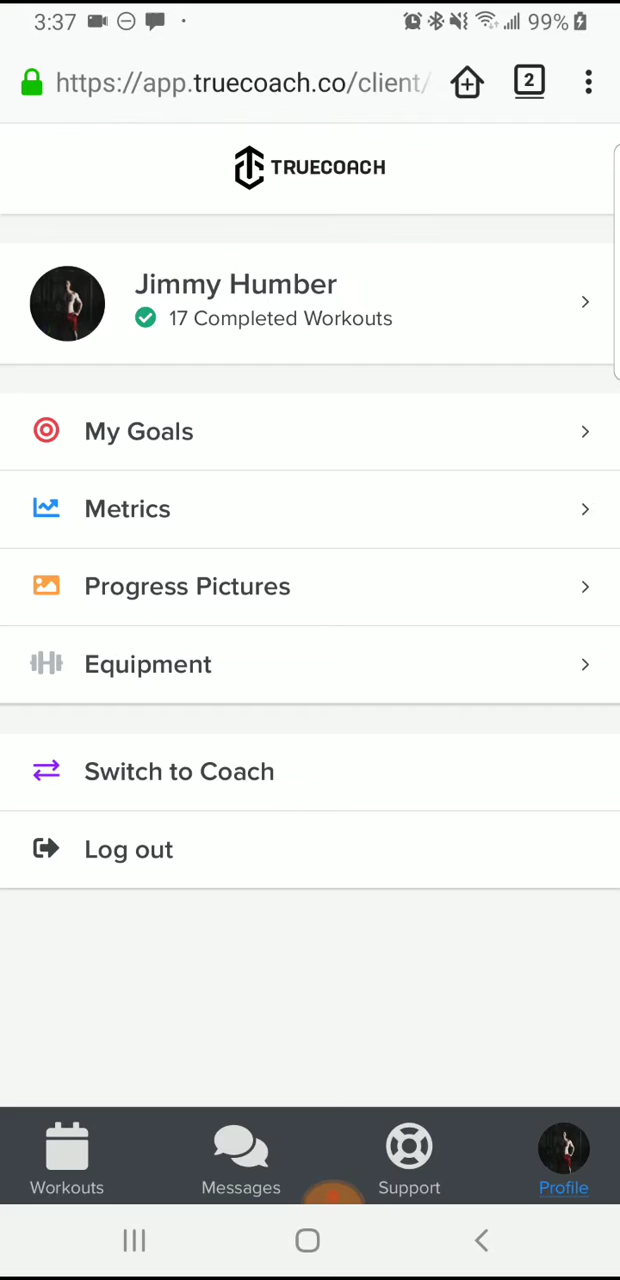 3:37
99%
https://app.truecoach.co/client/
2
TRUECOACH
Jimmy Humber
17 Completed Workouts
My Goals
Metrics
Progress Pictures
Equipment
Switch to Coach
Log out
Workouts
Messages
Support
Profile